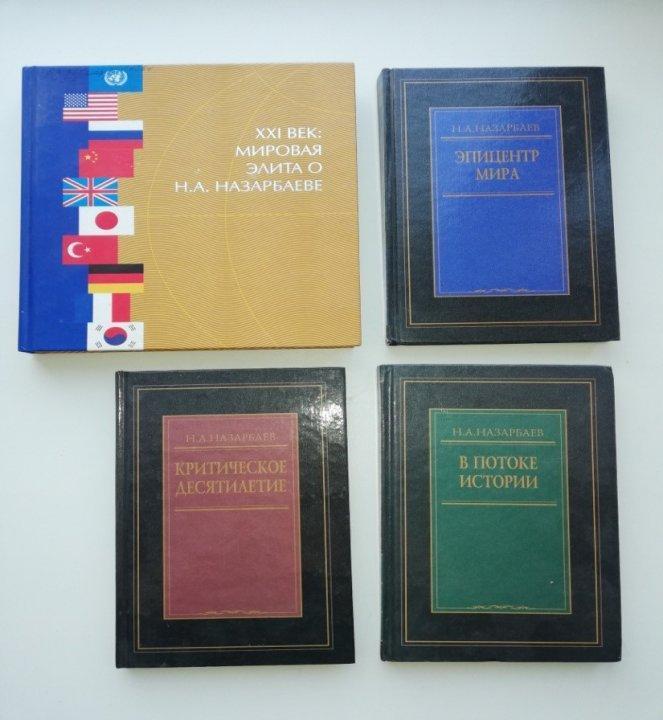 XXI ВЕК:
МИРОВАЯ
ЭЛИТА О
Н.А. НАЗАРБАЕВЕ
Н.А.НАЗАРБАЕВ
ЭПИЦЕНТР
МИРА
Н.А.НАЗАРБАЕВ
КРИТИЧЕСКОЕ
ДЕСЯТИЛЕТИЕ
Н.А.НАЗАРБАЕВ
В ПОТОКЕ
ИСТОРИИ